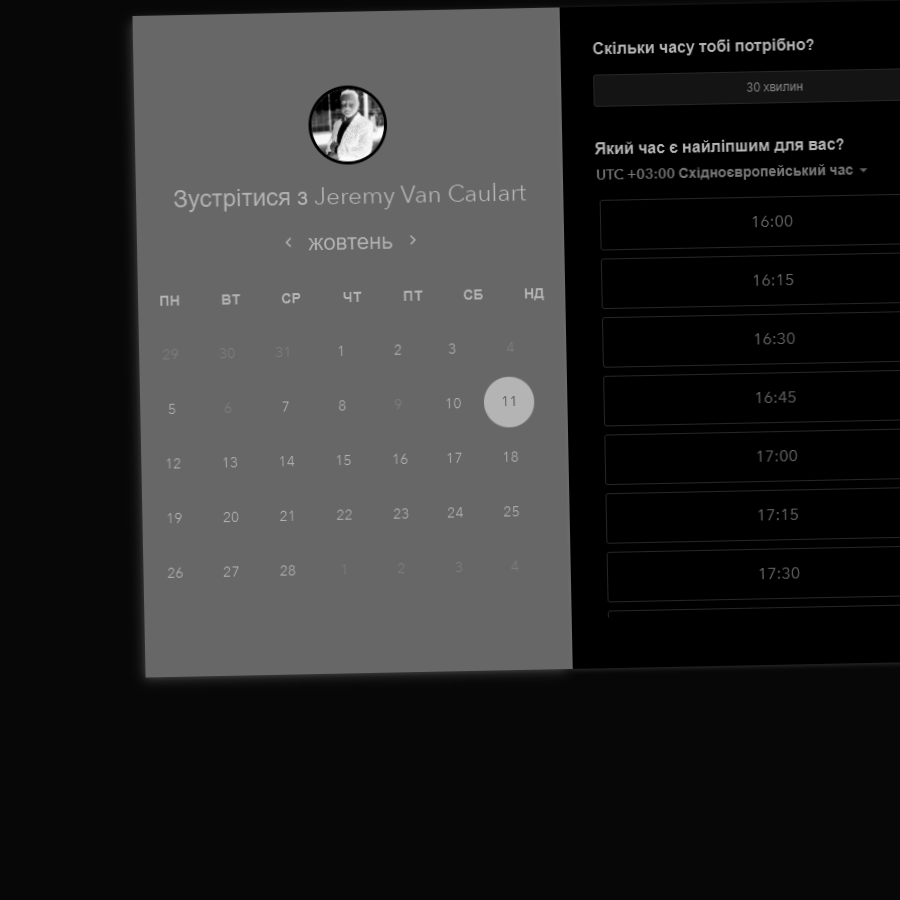 Зустрітися з Jeremy Van Caulart
жовтень
ПН ВТ СР ЧТ ПТ СБ НД
29 30 31 1 2 3 4
5 6 7 8 9 10 11
12 13 14 15 16 17 18
19 20 21 22 23 24 25
26 27 28 1 2 3 4
Скільки часу тобі потрібно?
30 хвилин
Який час є найліпшим для вас?
UTC +03:00 Східноєвропейський час
16:00
16:15
16:30
16:45
17:00
17:15
17:30